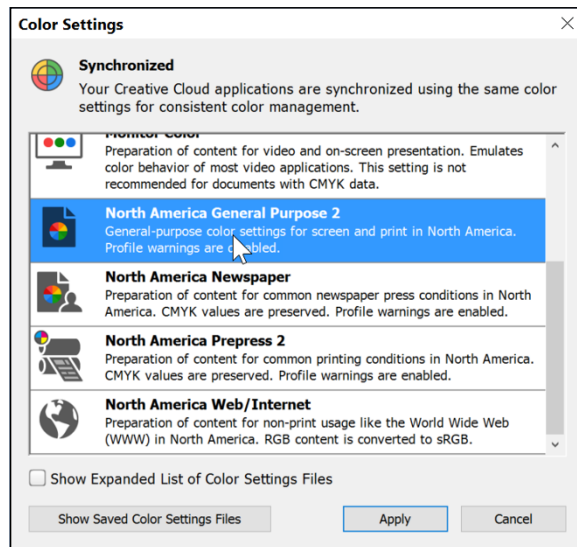 Color Settings
Synchronized
Your Creative Cloud applications are synchronized using the same color
settings for consistent color management.
Monitor Color
Preparation of content for video and on-screen presentation. Emulates
color behavior of most video applications. This setting is not
recommended for documents with CMYK data.
North America General Purpose 2
General-purpose color settings for screen and print in North America.
Profile warnings are enabled.
North America Newspaper
Preparation of content for common newspaper press conditions in North
America. CMYK values are preserved. Profile warnings are enabled.
North America Prepress 2
Preparation of content for common printing conditions in North America.
CMYK values are preserved. Profile warnings are enabled.
North America Web/Internet
Preparation of content for non-print usage like the World Wide Web
(WWW) in North America. RGB content is converted to sRGB.
Show Expanded List of Color Settings Files
Show Saved Color Settings Files
Apply
Cancel